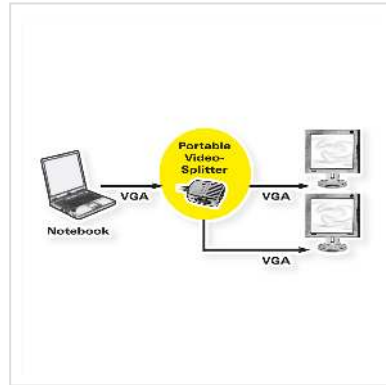 Portable
Video-
Splitter
VGA
VGA
Notebook
VGA